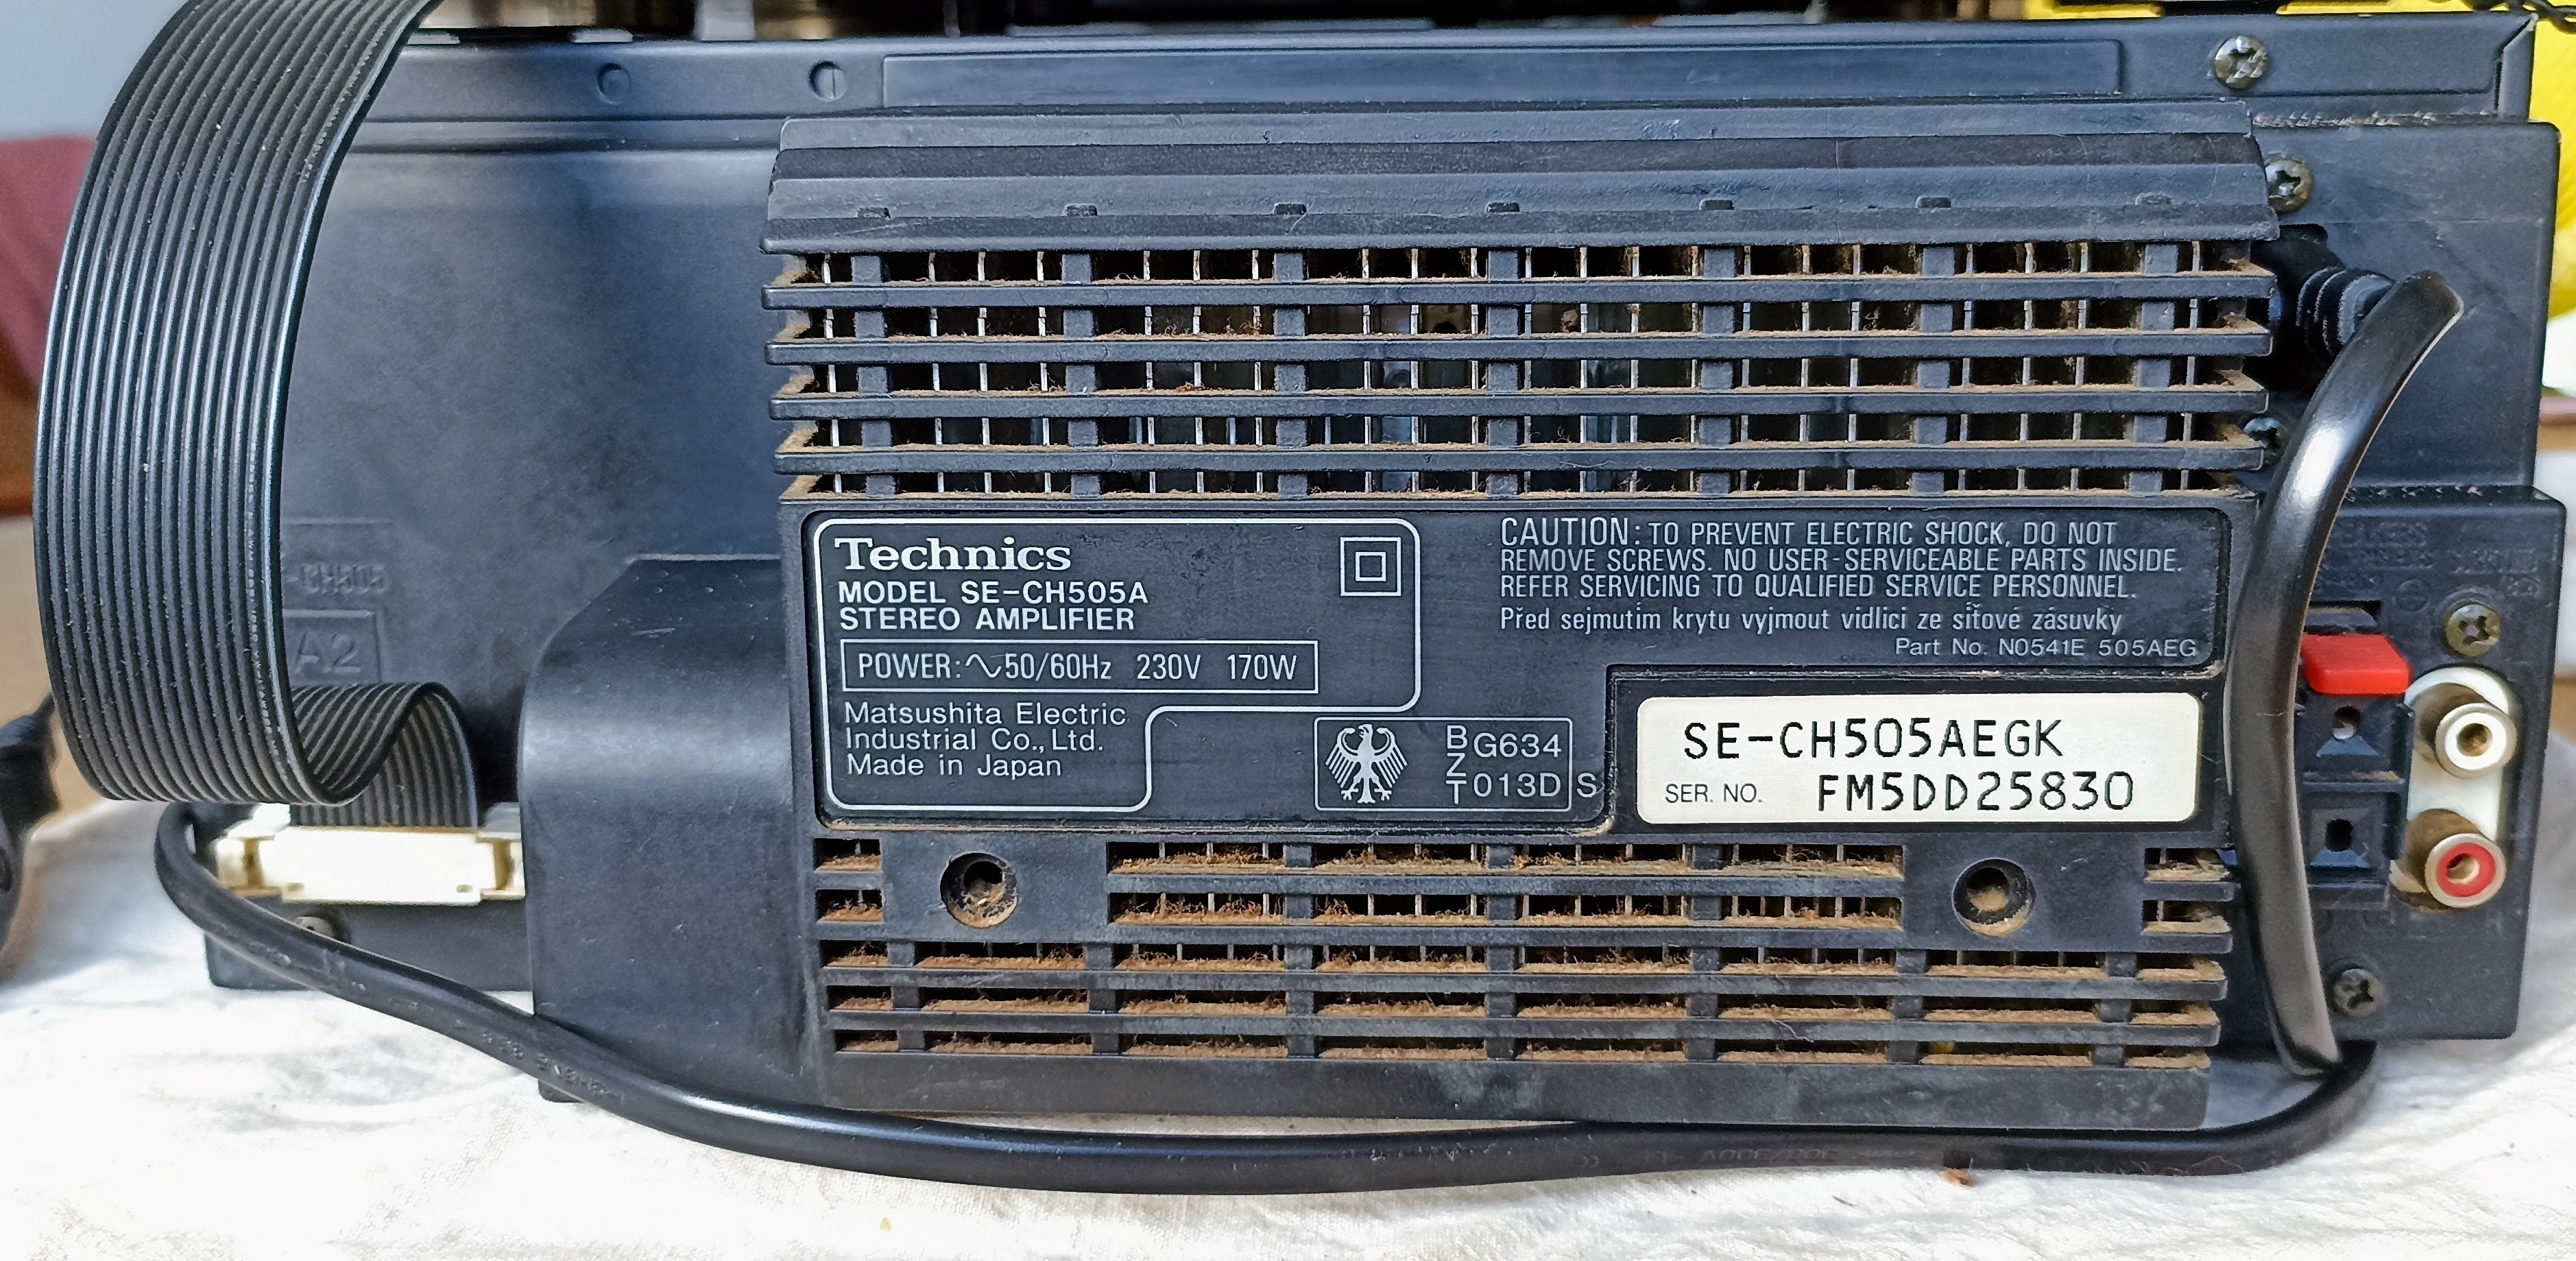 Technics
MODEL SE-CH505A
STEREO AMPLIFIER
POWER: ∿50/60Hz 230V 170W
Matsushita Electric
Industrial Co., Ltd.
Made in Japan
CAUTION: TO PREVENT ELECTRIC SHOCK, DO NOT
REMOVE SCREWS. NO USER-SERVICEABLE PARTS INSIDE.
REFER SERVICING TO QUALIFIED SERVICE PERSONNEL.
Před sejmutím krytu vyjmout vidlici ze síťové zásuvky
Part No. N0541E 505AEG
BZT G634
013D S
SE-CH505AEGK
SER. NO. FM5DD25830
-CH505
A2